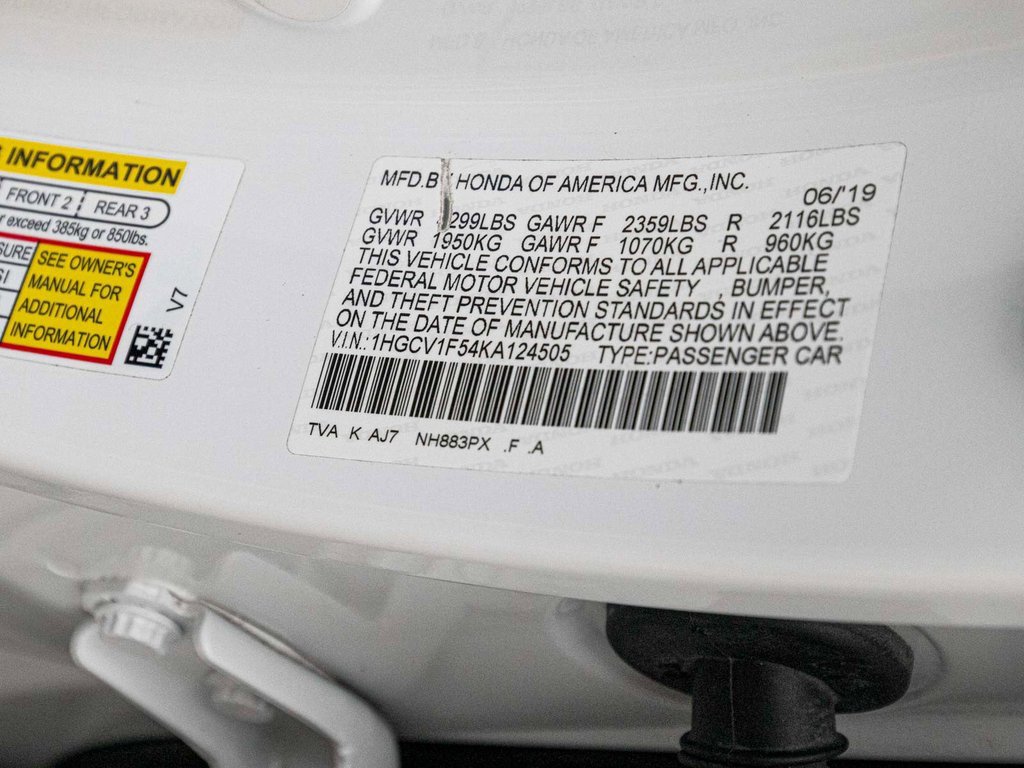 INFORMATION
FRONT 2 REAR 3
exceed 385kg or 850lbs.
SEE OWNER'S
MANUAL FOR
ADDITIONAL
INFORMATION
V7
MFD.B HONDA OF AMERICA MFG.,INC.
06/'19
GVWR 299LBS GAWR F 2359LBS R 2116LBS
GVWR 1950KG GAWR F 1070KG R 960KG
THIS VEHICLE CONFORMS TO ALL APPLICABLE
FEDERAL MOTOR VEHICLE SAFETY , BUMPER,
AND THEFT PREVENTION STANDARDS IN EFFECT
ON THE DATE OF MANUFACTURE SHOWN ABOVE.
V.I.N.:1HGCV1F54KA124505 TYPE:PASSENGER CAR
TVA K AJ7 NH883PX .F .A